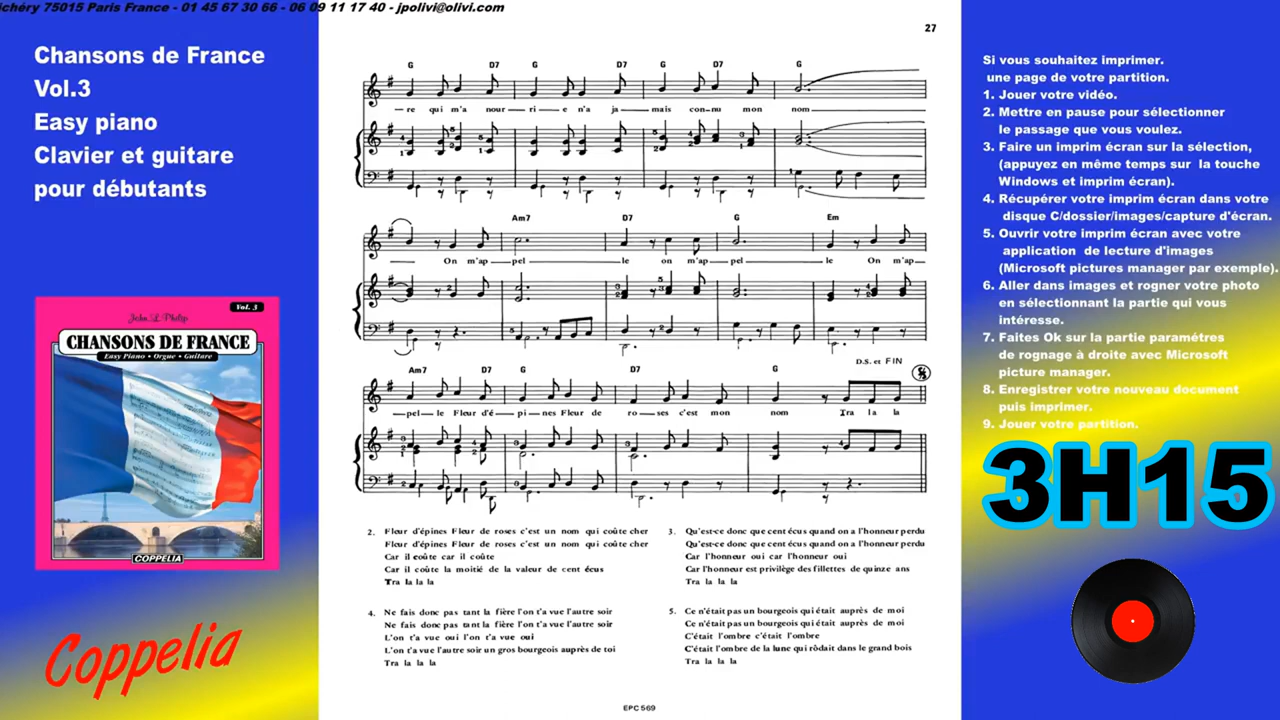 ichéry 75015 Paris France - 01 45 67 30 66 - 06 09 11 17 40 - jpolivi@olivi.com
Chansons de France
Vol.3
Easy piano
Clavier et guitare
pour débutants
Vol. 3
John L. Philip
CHANSONS DE FRANCE
Easy Piano • Orgue • Guitare
COPPELIA
Coppelia
27
G D7 G D7 G D7 G
re qui m'a nour - ri - e n'a ja - mais con-nu mon nom
Am7 D7 G Em
On m'ap - pel le on m'ap - pel le On m'ap -
D.S. et FIN
Am7 D7 G D7 G
- pel - le Fleur d'é - pi - nes Fleur de ro - ses c'est mon nom Tra la la
2. Fleur d'épines Fleur de roses c'est un nom qui coûte cher
Fleur d'épines Fleur de roses c'est un nom qui coûte cher
Car il coûte car il coûte
Car il coûte la moitié de la valeur de cent écus
Tra la la la
3. Qu'est-ce donc que cent écus quand on a l'honneur perdu
Qu'est-ce donc que cent écus quand on a l'honneur perdu
Car l'honneur oui car l'honneur oui
Car l'honneur est privilège des fillettes de quinze ans
Tra la la la
4. Ne fais donc pas tant la fière l'on t'a vue l'autre soir
Ne fais donc pas tant la fière l'on t'a vue l'autre soir
L'on t'a vue oui l'on t'a vue oui
L'on t'a vue l'autre soir un gros bourgeois auprès de toi
Tra la la la
5. Ce n'était pas un bourgeois qui était auprès de moi
Ce n'était pas un bourgeois qui était auprès de moi
C'était l'ombre c'était l'ombre
C'était l'ombre de la lune qui rôdait dans le grand bois
Tra la la la
EPC 569
Si vous souhaitez imprimer.
une page de votre partition.
1. Jouer votre vidéo.
2. Mettre en pause pour sélectionner
le passage que vous voulez.
3. Faire un imprim écran sur la sélection,
(appuyez en même temps sur la touche
Windows et imprim écran).
4. Récupérer votre imprim écran dans votre
disque C/dossier/images/capture d'écran.
5. Ouvrir votre imprim écran avec votre
application de lecture d'images
(Microsoft pictures manager par exemple).
6. Aller dans images et rogner votre photo
en sélectionnant la partie qui vous
intéresse.
7. Faites Ok sur la partie paramétres
de rognage à droite avec Microsoft
picture manager.
8. Enregistrer votre nouveau document
puis imprimer.
9. Jouer votre partition.
3H15